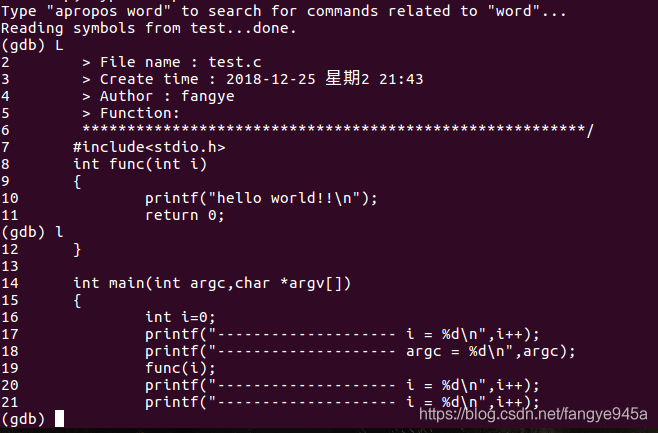 Type "apropos word" to search for commands related to "word"...
Reading symbols from test...done.
(gdb) L
2        > File name : test.c
3        > Create time : 2018-12-25 星期2 21:43
4        > Author : fangye
5        > Function:
6        ********************************************************/
7       #include<stdio.h>
8       int func(int i)
9       {
10              printf("hello world!!\n");
11              return 0;
(gdb) l
12      }
13
14      int main(int argc,char *argv[])
15      {
16              int i=0;
17              printf("-------------------- i = %d\n",i++);
18              printf("-------------------- argc = %d\n",argc);
19              func(i);
20              printf("-------------------- i = %d\n",i++);
21              printf("-------------------- i = %d\n",i++);
(gdb)
https://blog.csdn.net/fangye945a